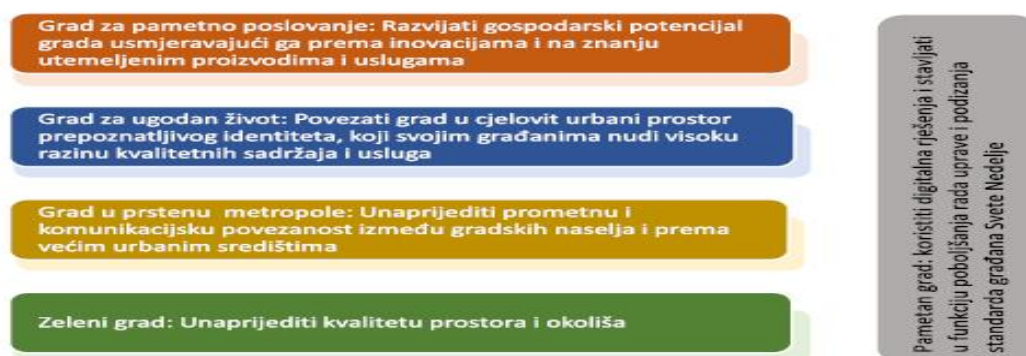 Grad za pametno poslovanje: Razvijati gospodarski potencijal
grada usmjeravajući ga prema inovacijama i na znanju
utemeljenim proizvodima i uslugama
Grad za ugodan život: Povezati grad u cjelovit urbani prostor
prepoznatljivog identiteta, koji svojim građanima nudi visoku
razinu kvalitetnih sadržaja i usluga
Grad u prstenu metropole: Unaprijediti prometnu i
komunikacijsku povezanost između gradskih naselja i prema
većim urbanim središtima
Zeleni grad: Unaprijediti kvalitetu prostora i okoliša
Pametan grad: koristiti digitalna rješenja i stavljati
u funkciju poboljšanja rada uprave i podizanja
standarda građana Svete Nedelje